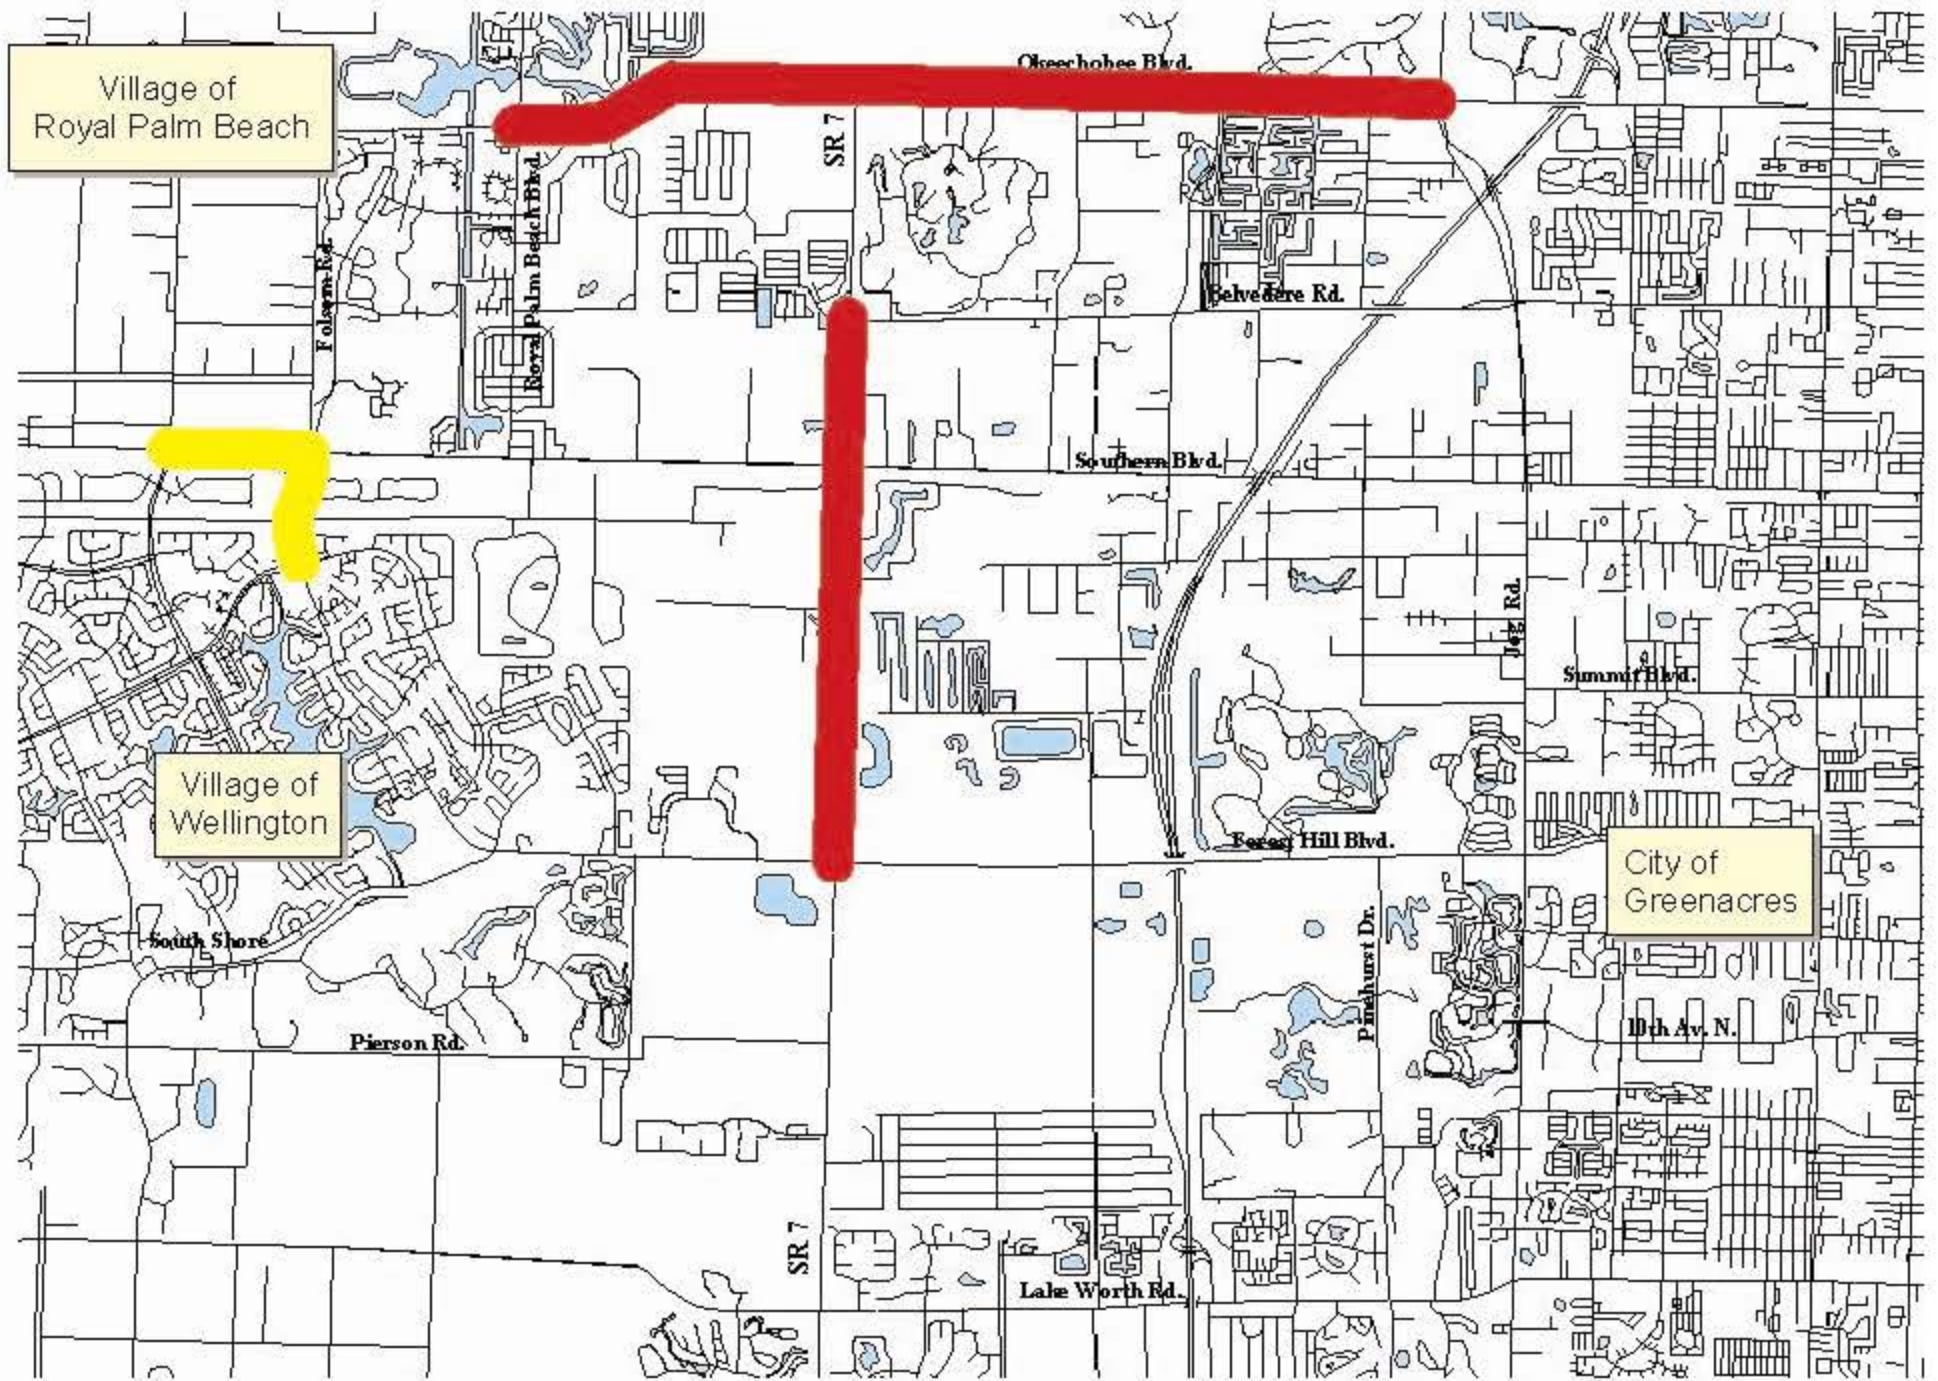 Okeechobee Blvd.
Village of
Royal Palm Beach
SR 7
Royal Palm Beach Blvd.
Folsom Rd.
Belvedere Rd.
Southern Blvd.
Jog Rd.
Summit Blvd.
Village of
Wellington
Forest Hill Blvd.
City of
Greenacres
South Shore
Pinehurst Dr.
10th Av. N.
Pierson Rd.
SR 7
Lake Worth Rd.